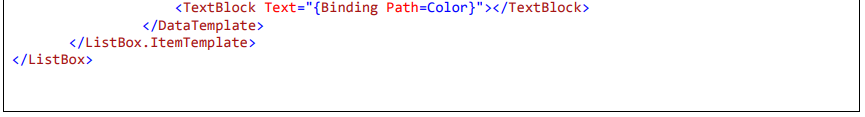 <TextBlock Text="{Binding Path=Color}"></TextBlock>
</DataTemplate>
</ListBox.ItemTemplate>
</ListBox>